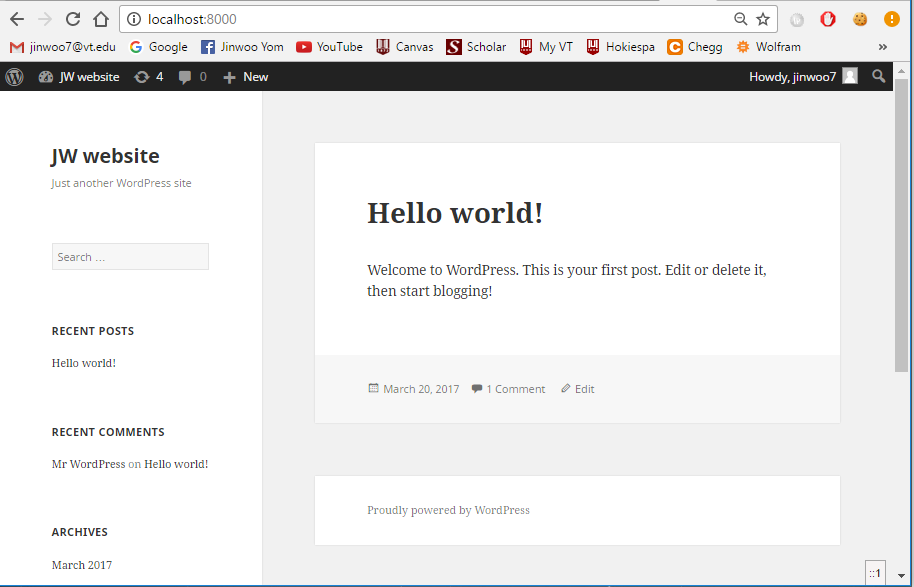 localhost:8000
jinwoo7@vt.edu Google Jinwoo Yom YouTube Canvas Scholar My VT Hokiespa Chegg Wolfram »
JW website 4 0 New Howdy, jinwoo7
JW website
Just another WordPress site
Search …
RECENT POSTS
Hello world!
RECENT COMMENTS
Mr WordPress on Hello world!
ARCHIVES
March 2017
Hello world!
Welcome to WordPress. This is your first post. Edit or delete it,
then start blogging!
March 20, 2017 1 Comment Edit
Proudly powered by WordPress
::1